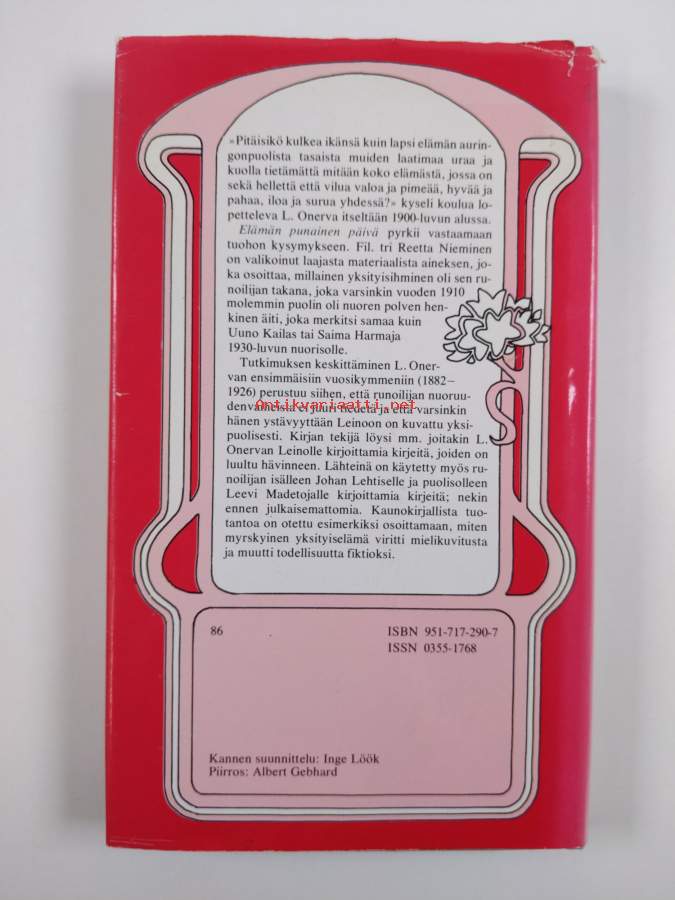 »Pitäisikö kulkea ikänsä kuin lapsi elämän aurin-
gonpuolista tasaista muiden laatimaa uraa ja
kuolla tietämättä mitään koko elämästä, jossa on
sekä hellettä että vilua valoa ja pimeää, hyvää ja
pahaa, iloa ja surua yhdessä?» kyseli koulua lo-
petteleva L. Onerva itseltään 1900-luvun alussa.
Elämän punainen päivä pyrkii vastaamaan
tuohon kysymykseen. Fil. tri Reetta Nieminen
on valikoinut laajasta materiaalista aineksen, jo-
ka osoittaa, millainen yksityisihminen oli sen ru-
noilijan takana, joka varsinkin vuoden 1910
molemmin puolin oli nuoren polven hen-
kinen äiti, joka merkitsi samaa kuin
Uuno Kailas tai Saima Harmaja
1930-luvun nuorisolle.
Tutkimuksen keskittäminen L. Oner-
van ensimmäisiin vuosikymmeniin (1882–
1926) perustuu siihen, että runoilijan nuoruu-
Antikvariaatti.net
denvaiheista ei juuri tiedetä ja että varsinkin
hänen ystävyyttään Leinoon on kuvattu yksi-
puolisesti. Kirjan tekijä löysi mm. joitakin L.
Onervan Leinolle kirjoittamia kirjeitä, joiden on
luultu hävinneen. Lähteinä on käytetty myös ru-
noilijan isälleen Johan Lehtiselle ja puolisolleen
Leevi Madetojalle kirjoittamia kirjeitä; nekin
ennen julkaisemattomia. Kaunokirjallista tuo-
tantoa on otettu esimerkiksi osoittamaan, miten
myrskyinen yksityiselämä viritti mielikuvitusta
ja muutti todellisuutta fiktioksi.
86 ISBN 951-717-290-7
ISSN 0355-1768
Kannen suunnittelu: Inge Löök
Piirros: Albert Gebhard